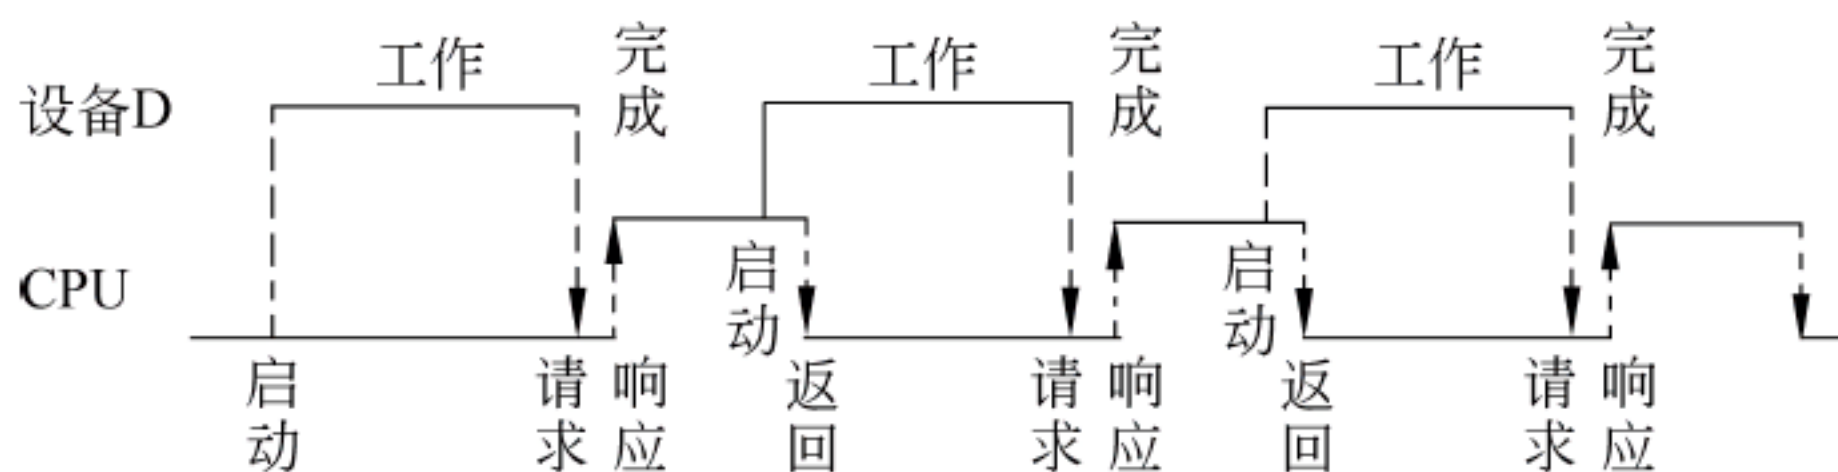 工作 完成 工作 完成 工作 完成
设备D
启动 启动
CPU
启动 请求 响应 返回 请求 响应 返回 请求 响应